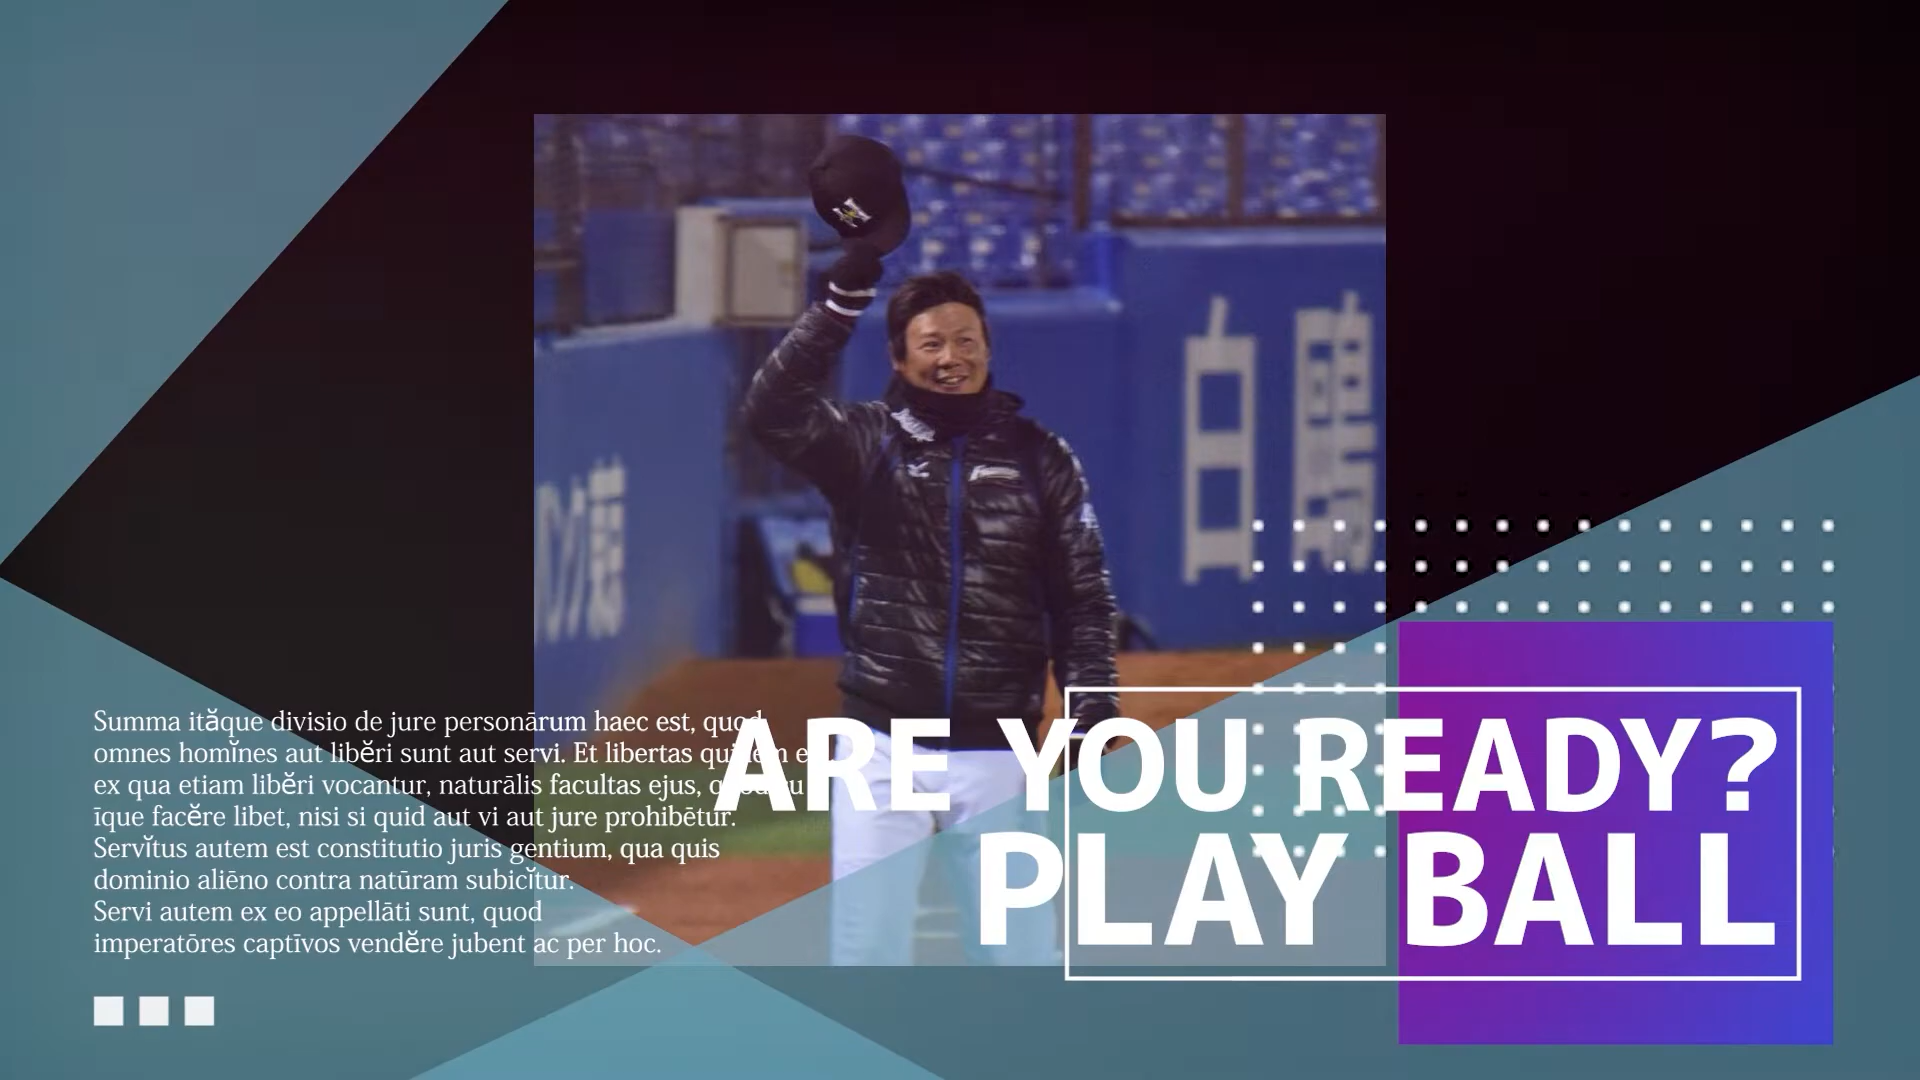 Summa ităque divisio de jure personārum haec est, quod
omnes homĭnes aut libĕri sunt aut servi. Et libertas
ex qua etiam libĕri vocantur, naturālis facultas ejus,
īque facĕre libet, nisi si quid aut vi aut jure prohibētur.
Servĭtus autem est constitutio juris gentium, qua quis
dominio aliēno contra natūram subicĭtur.
Servi autem ex eo appellāti sunt, quod
imperatōres captīvos vendĕre jubent ac per hoc.
ARE YOU READY?
PLAY BALL